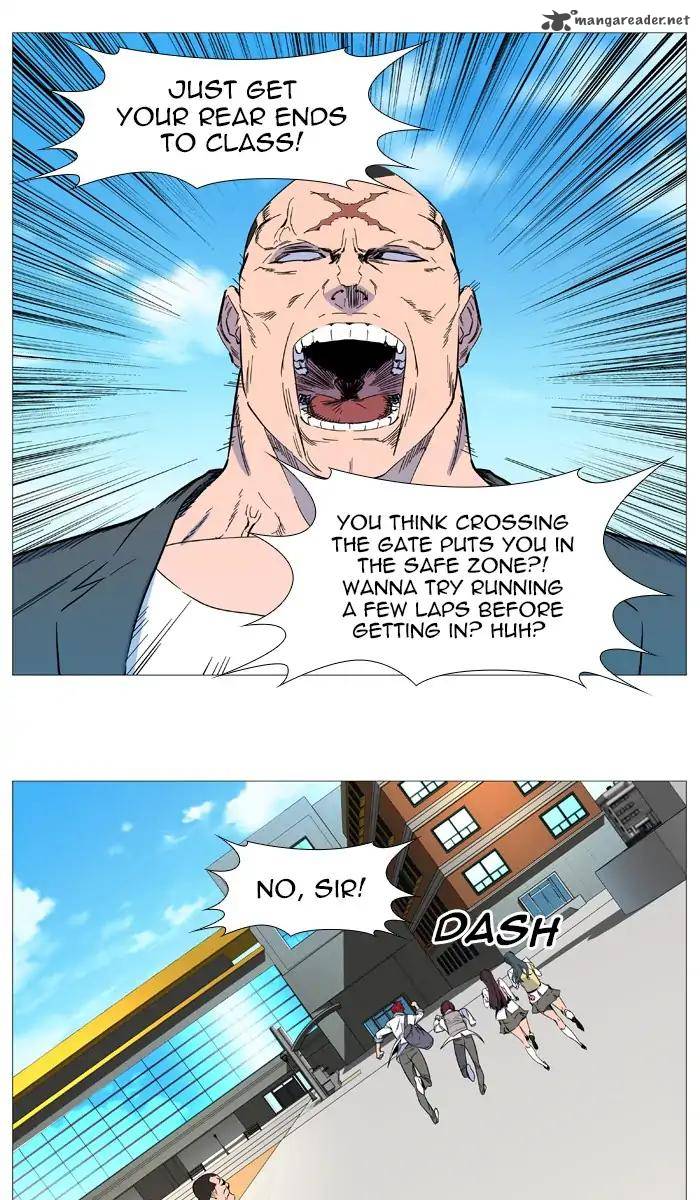 mangareader.net
JUST GET
YOUR REAR ENDS
TO CLASS!
YOU THINK CROSSING
THE GATE PUTS YOU IN
THE SAFE ZONE?!
WANNA TRY RUNNING
A FEW LAPS BEFORE
GETTING IN? HUH?
NO, SIR!
DASH